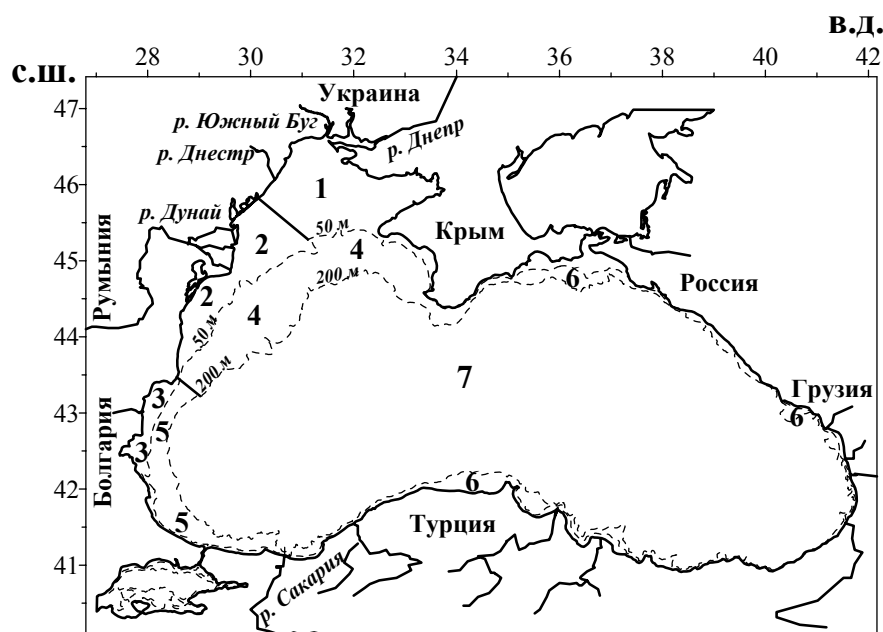 в.д.
28 30 32 34 36 38 40 42
с.ш.
47
Украина
р. Южный Буг
р. Днепр
р. Днестр
46
1
р. Дунай
50 м
Крым
2
4
45
200 м
6
Россия
Румыния
2
4
44
50 м
200 м
7
3
Грузия
43
6
5
3
Болгария
42
6
5
Турция
41
р. Сакария